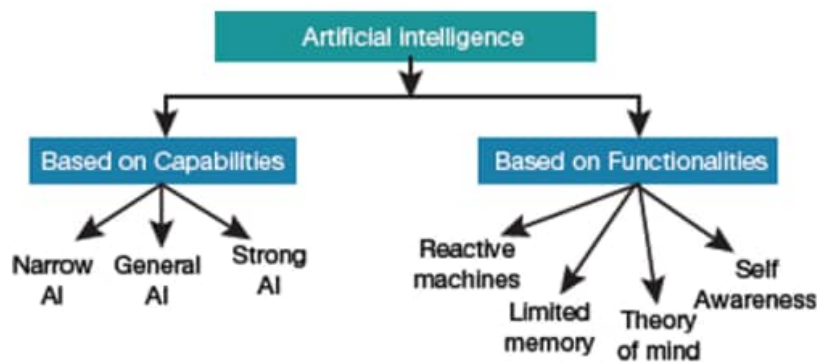 Artificial intelligence
Based on Capabilities
Based on Functionalities
Narrow
AI
General
AI
Strong
AI
Reactive
machines
Limited
memory
Theory
of mind
Self
Awareness